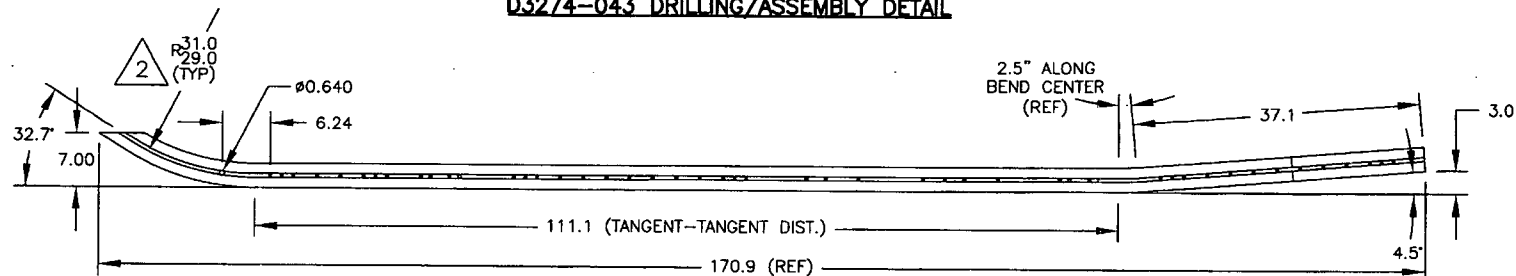 D3274-043 DRILLING/ASSEMBLY DETAIL
2
R31.0
29.0
(TYP)
ø0.640
6.24
32.7°
7.00
2.5" ALONG
BEND CENTER
(REF)
37.1
3.0
111.1 (TANGENT-TANGENT DIST.)
4.5°
170.9 (REF)